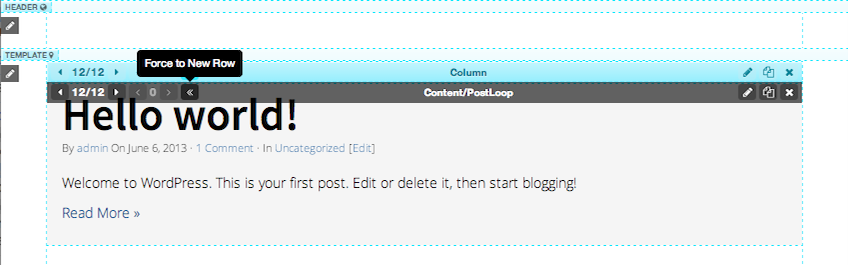 HEADER
TEMPLATE
Force to New Row
12/12 Column
12/12 0 « Content/PostLoop
Hello world!
By admin On June 6, 2013 · 1 Comment · In Uncategorized [Edit]
Welcome to WordPress. This is your first post. Edit or delete it, then start blogging!
Read More »